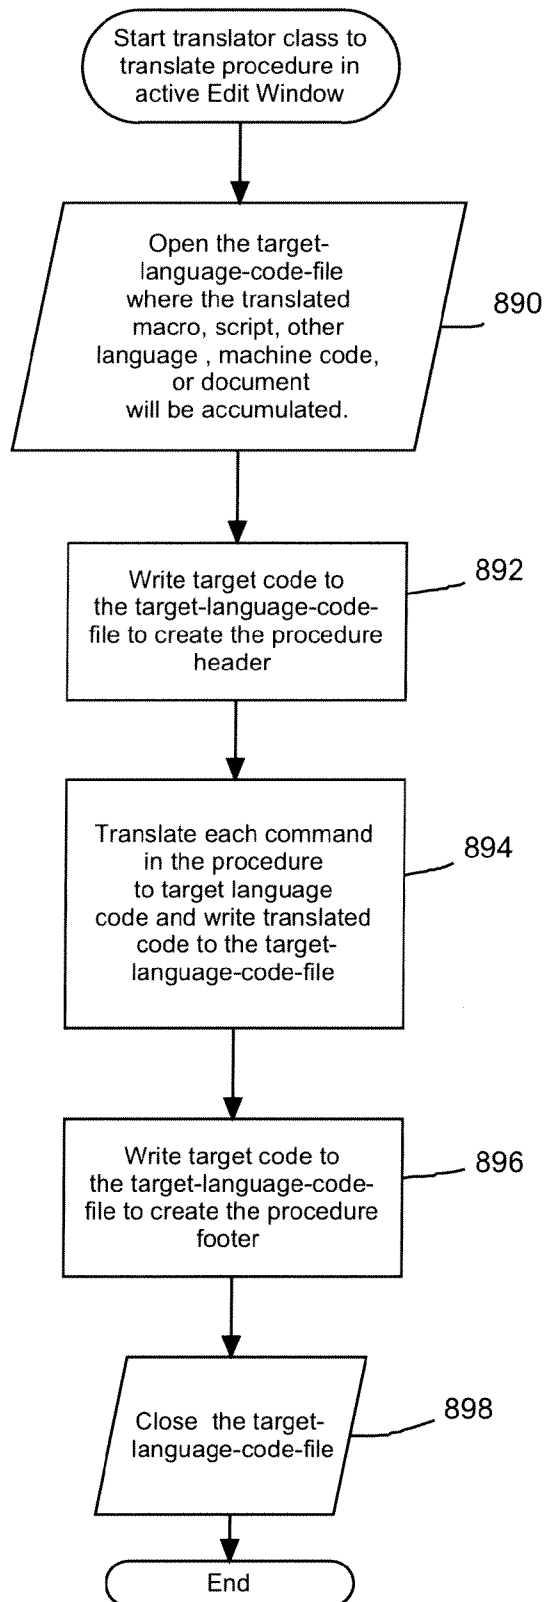 Start translator class to
translate procedure in
active Edit Window
Open the target-
language-code-file
where the translated
macro, script, other
language , machine code,
or document
will be accumulated.
890
Write target code to
the target-language-code-
file to create the procedure
header
892
Translate each command
in the procedure
to target language
code and write translated
code to the target-
language-code-file
894
Write target code to
the target-language-code-
file to create the procedure
footer
896
Close the target-
language-code-file
898
End